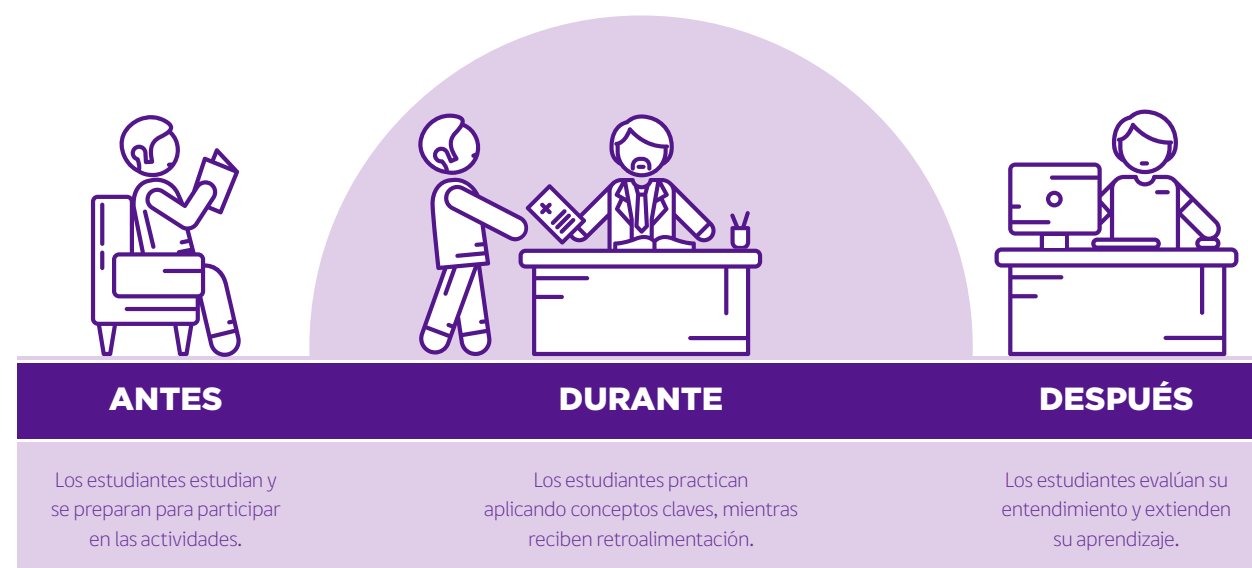 ANTES
DURANTE
DESPUÉS
Los estudiantes estudian y
se preparan para participar
en las actividades.
Los estudiantes practican
aplicando conceptos claves, mientras
reciben retroalimentación.
Los estudiantes evalúan su
entendimiento y extienden
su aprendizaje.